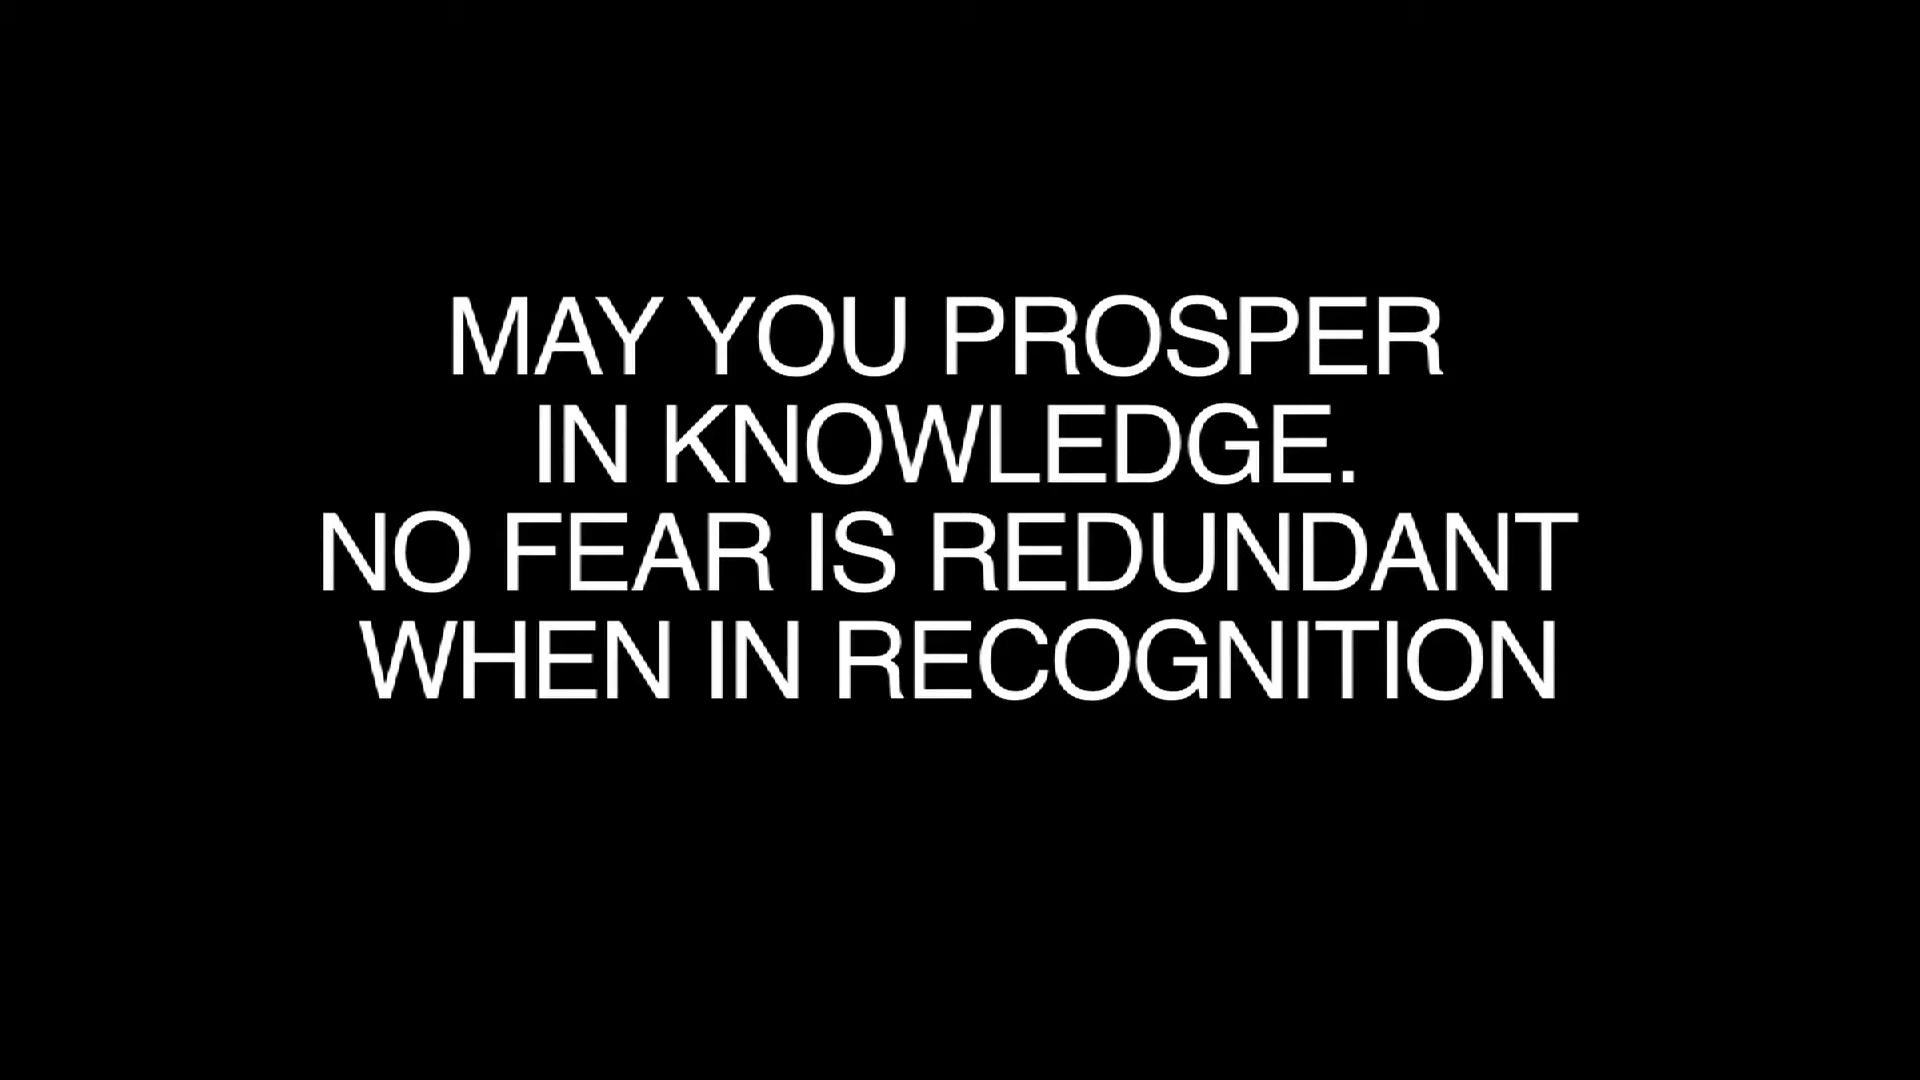 MAY YOU PROSPER
IN KNOWLEDGE.
NO FEAR IS REDUNDANT
WHEN IN RECOGNITION